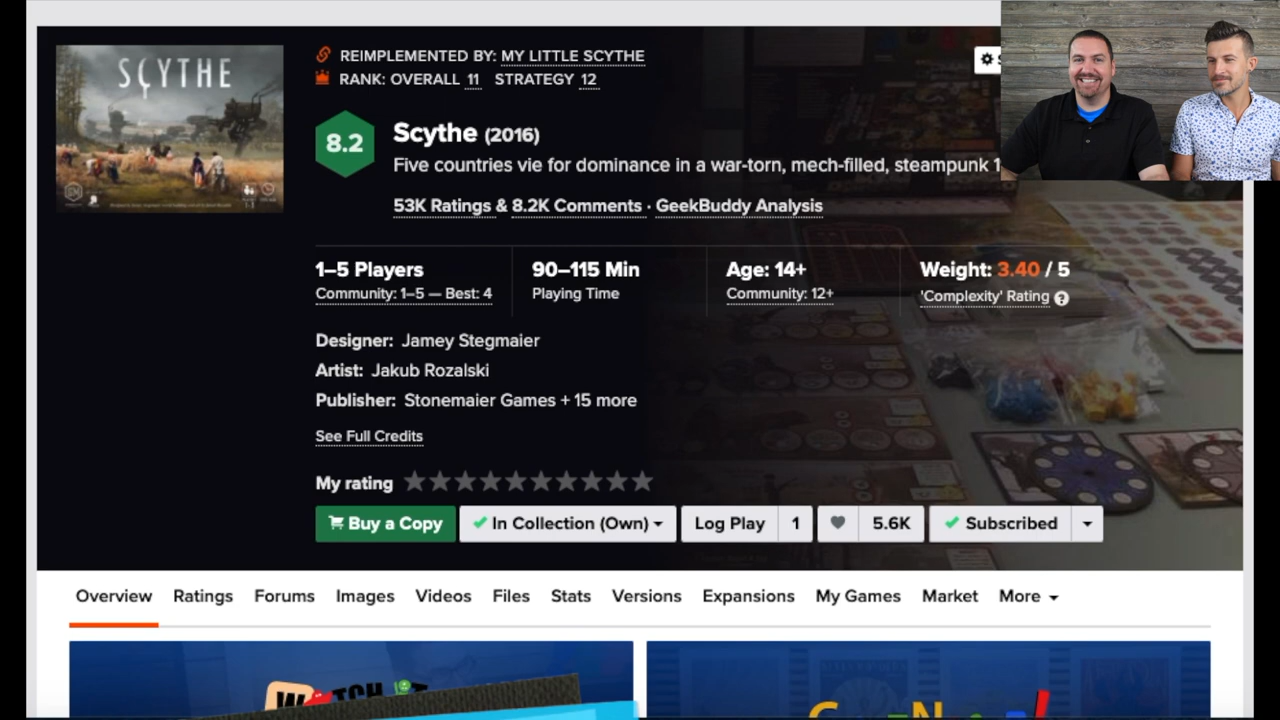 SCYTHE
REIMPLEMENTED BY: MY LITTLE SCYTHE
RANK: OVERALL 11 STRATEGY 12
8.2
Scythe (2016)
Five countries vie for dominance in a war-torn, mech-filled, steampunk 1
53K Ratings & 8.2K Comments · GeekBuddy Analysis
1–5 Players
Community: 1–5 — Best: 4
90–115 Min
Playing Time
Age: 14+
Community: 12+
Weight: 3.40 / 5
'Complexity' Rating ?
Designer: Jamey Stegmaier
Artist: Jakub Rozalski
Publisher: Stonemaier Games + 15 more
See Full Credits
My rating
Buy a Copy
In Collection (Own)
Log Play 1
5.6K
Subscribed
Overview Ratings Forums Images Videos Files Stats Versions Expansions My Games Market More
WATCH IT